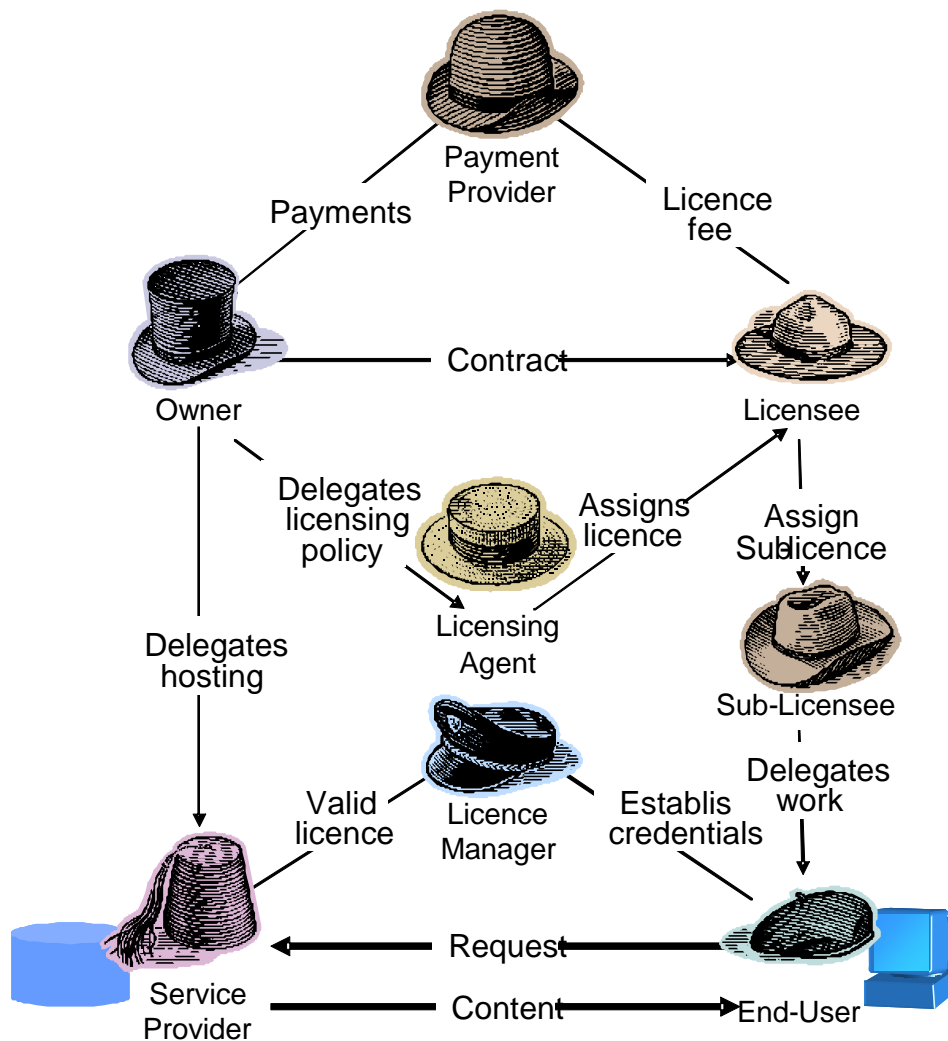 Payment
Provider
Payments
Licence
fee
Contract
Owner
Licensee
Delegates
licensing
policy
Assigns
licence
Assign
Sublicence
Licensing
Agent
Delegates
hosting
Sub-Licensee
Valid
licence
Licence
Manager
Establis
credentials
Delegates
work
Request
Service
Provider
Content
End-User